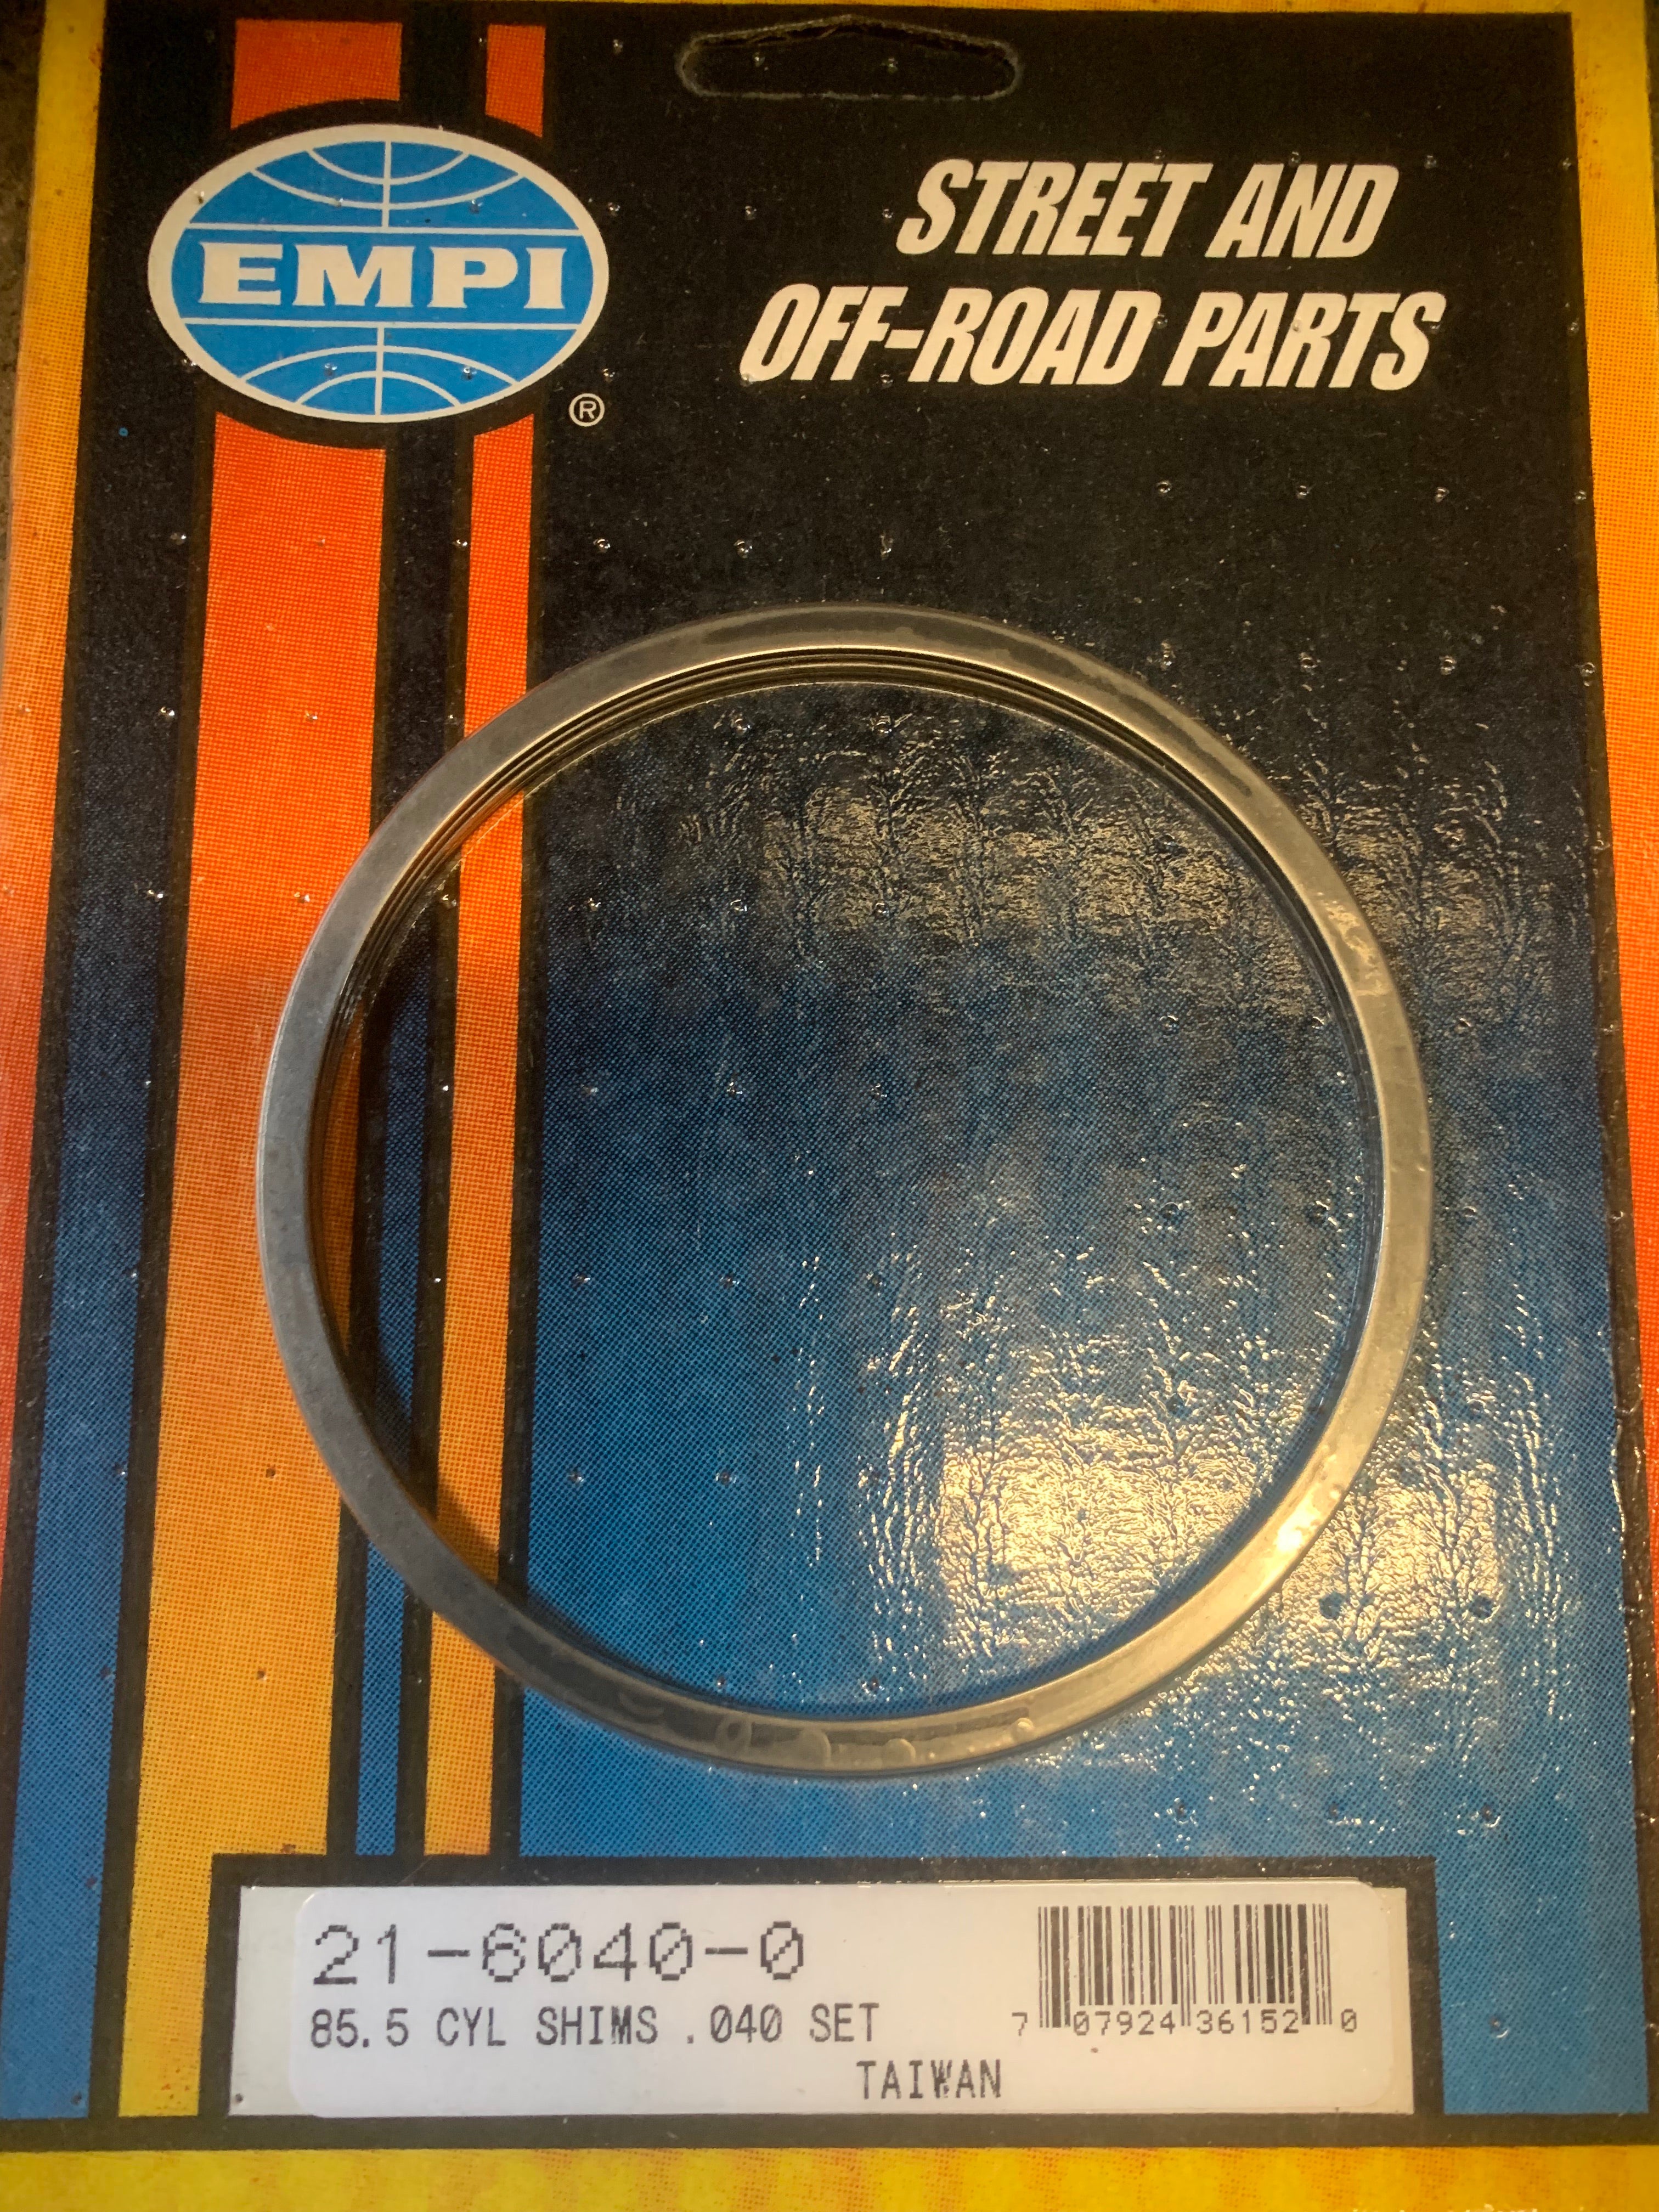 EMPI
®
STREET AND
OFF-ROAD PARTS
21-6040-0
85.5 CYL SHIMS .040 SET
TAIWAN
7 07924 36152 0